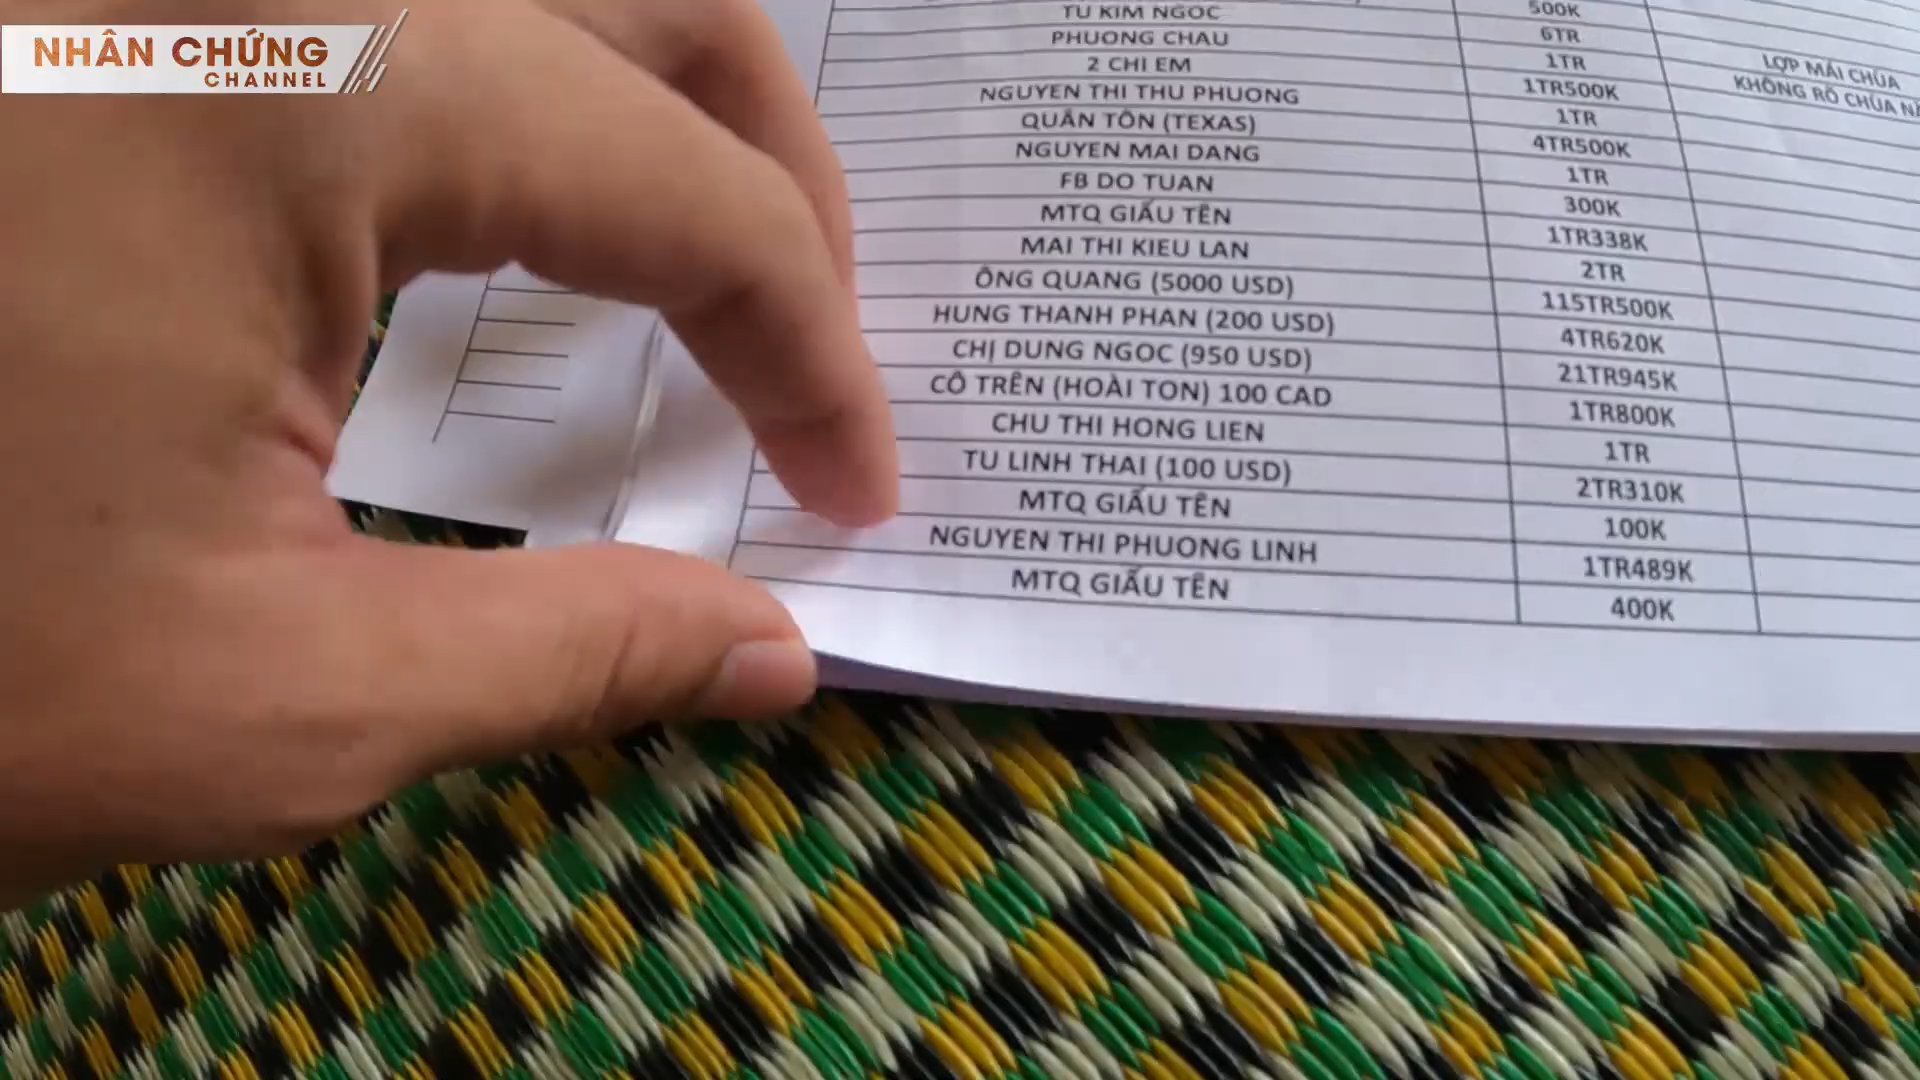 NHÂN CHỨNG
CHANNEL
TU KIM NGOC 500K
PHUONG CHAU 6TR
2 CHI EM 1TR LỢP MÁI CHÙA
NGUYEN THI THU PHUONG 1TR500K KHÔNG RÕ CHÙA
QUÂN TÔN (TEXAS) 1TR
NGUYEN MAI DANG 4TR500K
FB DO TUAN 1TR
MTQ GIẤU TÊN 300K
MAI THI KIEU LAN 1TR338K
ÔNG QUANG (5000 USD) 2TR
HUNG THANH PHAN (200 USD) 115TR500K
CHỊ DUNG NGOC (950 USD) 4TR620K
CÔ TRÊN (HOÀI TON) 100 CAD 21TR945K
CHU THI HONG LIEN 1TR800K
TU LINH THAI (100 USD) 1TR
MTQ GIẤU TÊN 2TR310K
NGUYEN THI PHUONG LINH 100K
MTQ GIẤU TÊN 1TR489K
400K